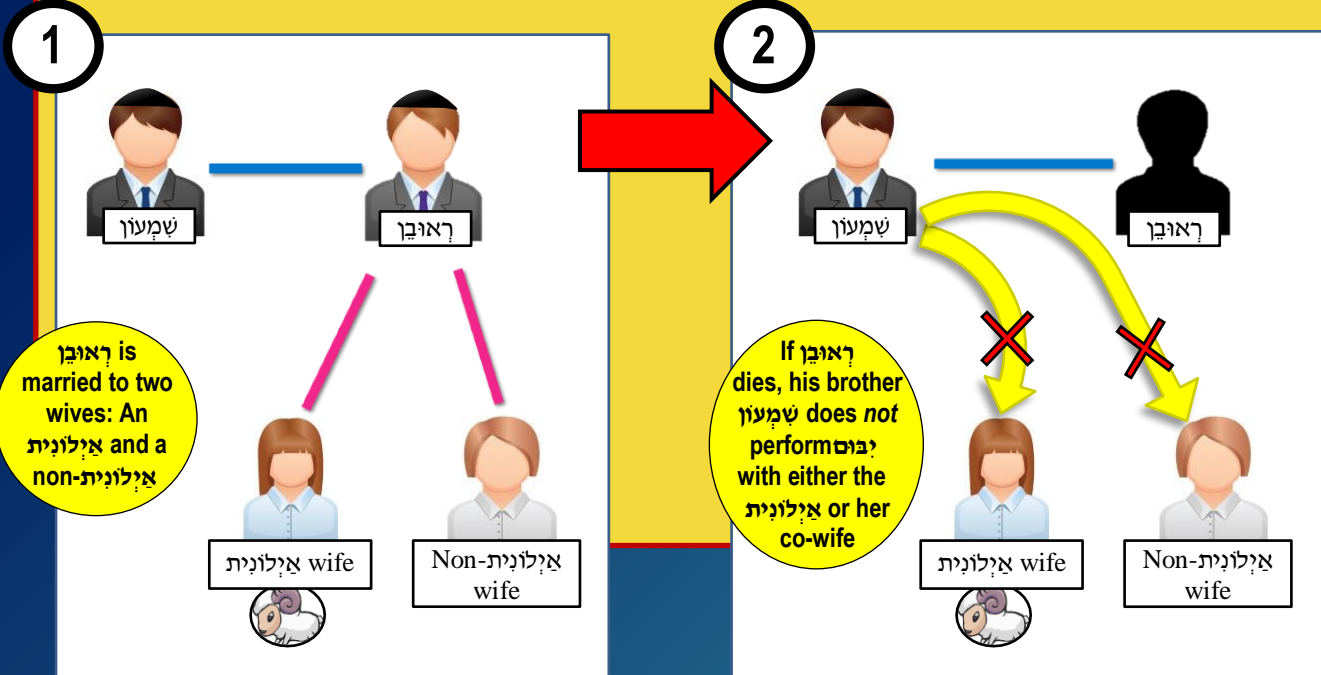 1
2
שִׁמְעוֹן
רְאוּבֵן
שִׁמְעוֹן
רְאוּבֵן
רְאוּבֵן is
married to two
wives: An
אַיְלוֹנִית and a
non-אַיְלוֹנִית
If רְאוּבֵן
dies, his brother
שִׁמְעוֹן does not
perform יִבּוּם
with either the
אַיְלוֹנִית or her
co-wife
אַיְלוֹנִית wife
Non-אַיְלוֹנִית
wife
אַיְלוֹנִית wife
Non-אַיְלוֹנִית
wife